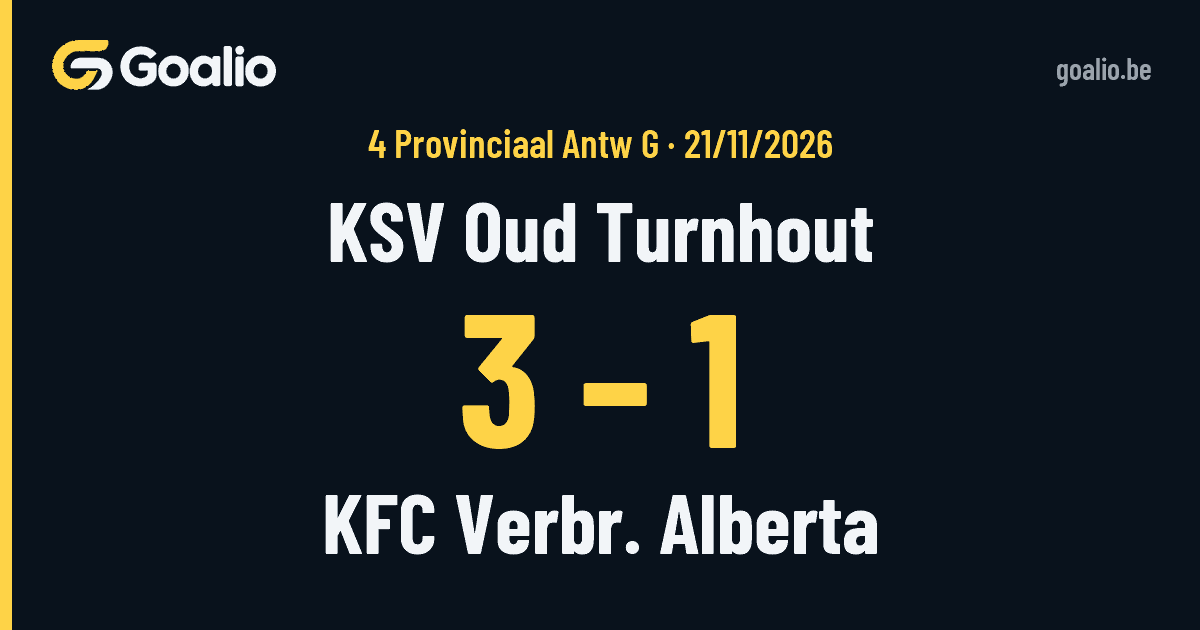 Goalio
goalio.be
4 Provinciaal Antw G · 21/11/2026
KSV Oud Turnhout
3 – 1
KFC Verbr. Alberta